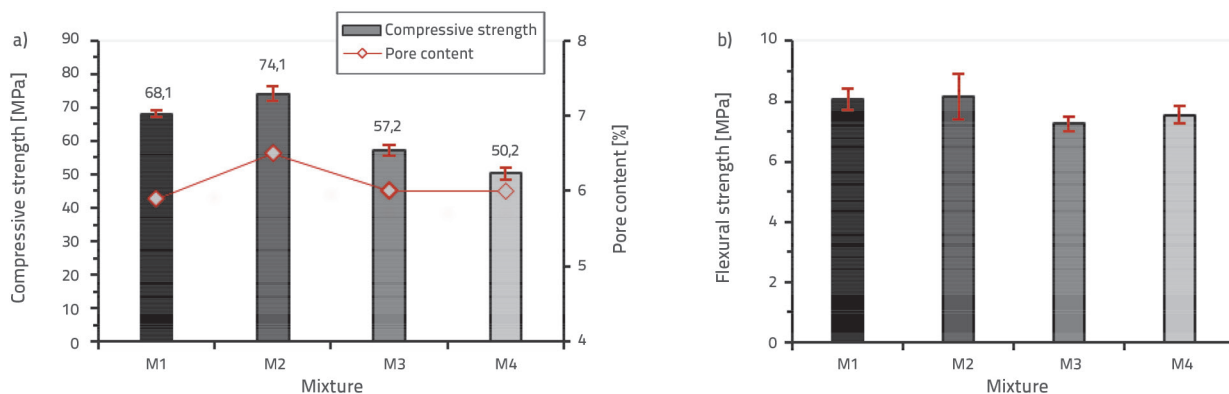 a)
Compressive strength [MPa]
90
80
70
60
50
40
30
20
10
0
68,1
74,1
57,2
50,2
Compressive strength
Pore content
8
7
6
5
4
Pore content [%]
M1 M2 M3 M4
Mixture
b)
Flexural strength [MPa]
10
8
6
4
2
0
M1 M2 M3 M4
Mixture